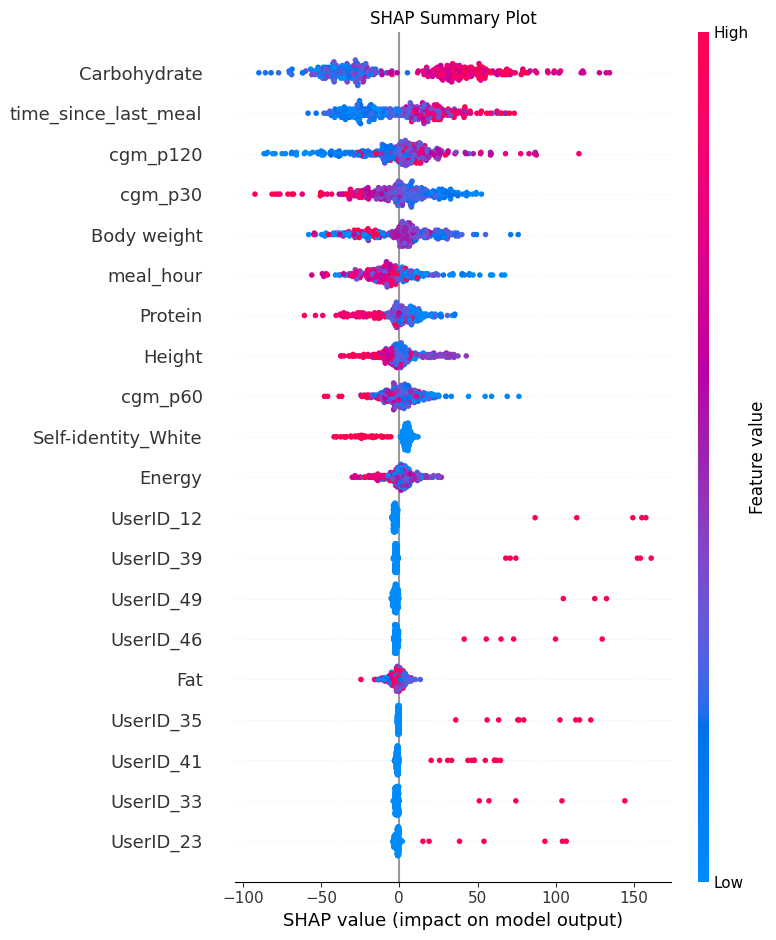 SHAP Summary Plot
High
Carbohydrate
time_since_last_meal
cgm_p120
cgm_p30
Body weight
meal_hour
Protein
Height
cgm_p60
Self-identity_White
Energy
UserID_12
UserID_39
UserID_49
UserID_46
Fat
UserID_35
UserID_41
UserID_33
UserID_23
Feature value
Low
−100 −50 0 50 100 150
SHAP value (impact on model output)